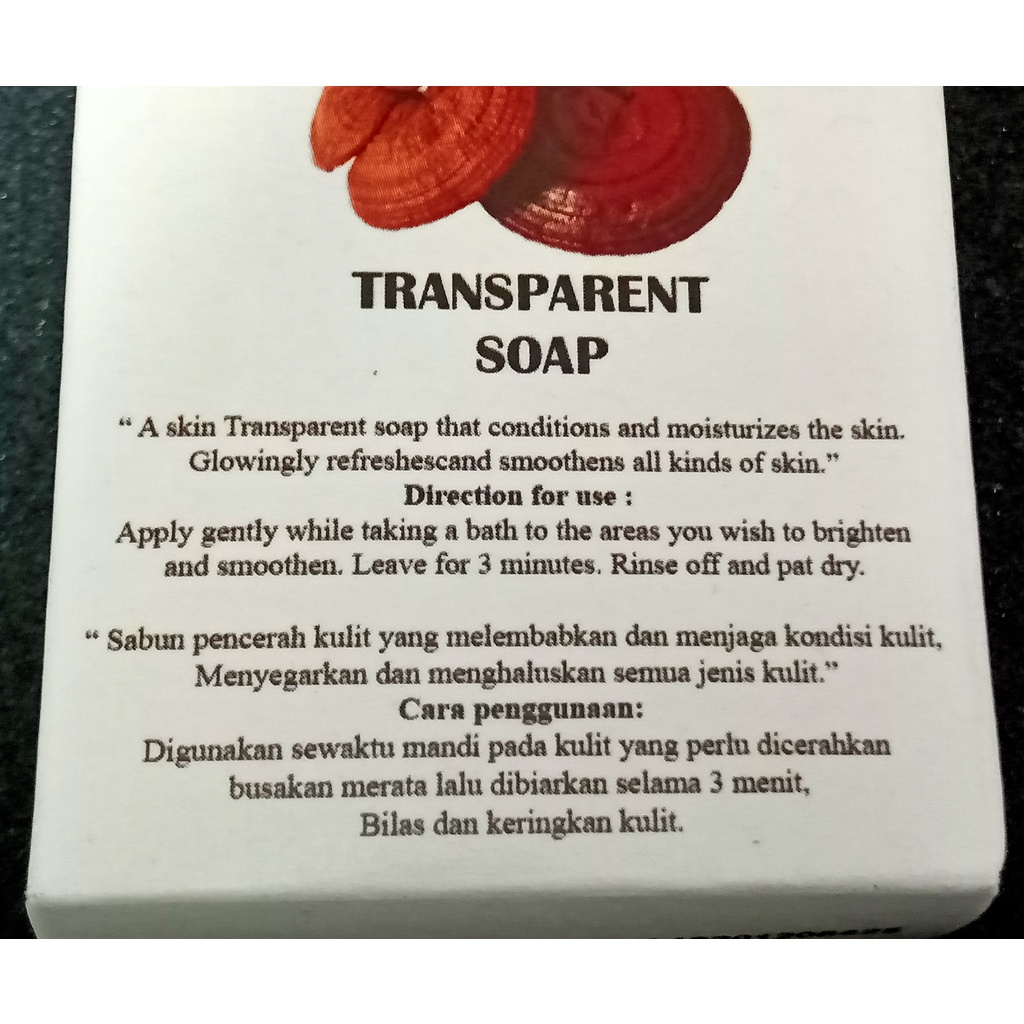 TRANSPARENT
SOAP
“ A skin Transparent soap that conditions and moisturizes the skin.
Glowingly refreshescand smoothens all kinds of skin.”
Direction for use :
Apply gently while taking a bath to the areas you wish to brighten
and smoothen. Leave for 3 minutes. Rinse off and pat dry.
“ Sabun pencerah kulit yang melembabkan dan menjaga kondisi kulit,
Menyegarkan dan menghaluskan semua jenis kulit.”
Cara penggunaan:
Digunakan sewaktu mandi pada kulit yang perlu dicerahkan
busakan merata lalu dibiarkan selama 3 menit,
Bilas dan keringkan kulit.